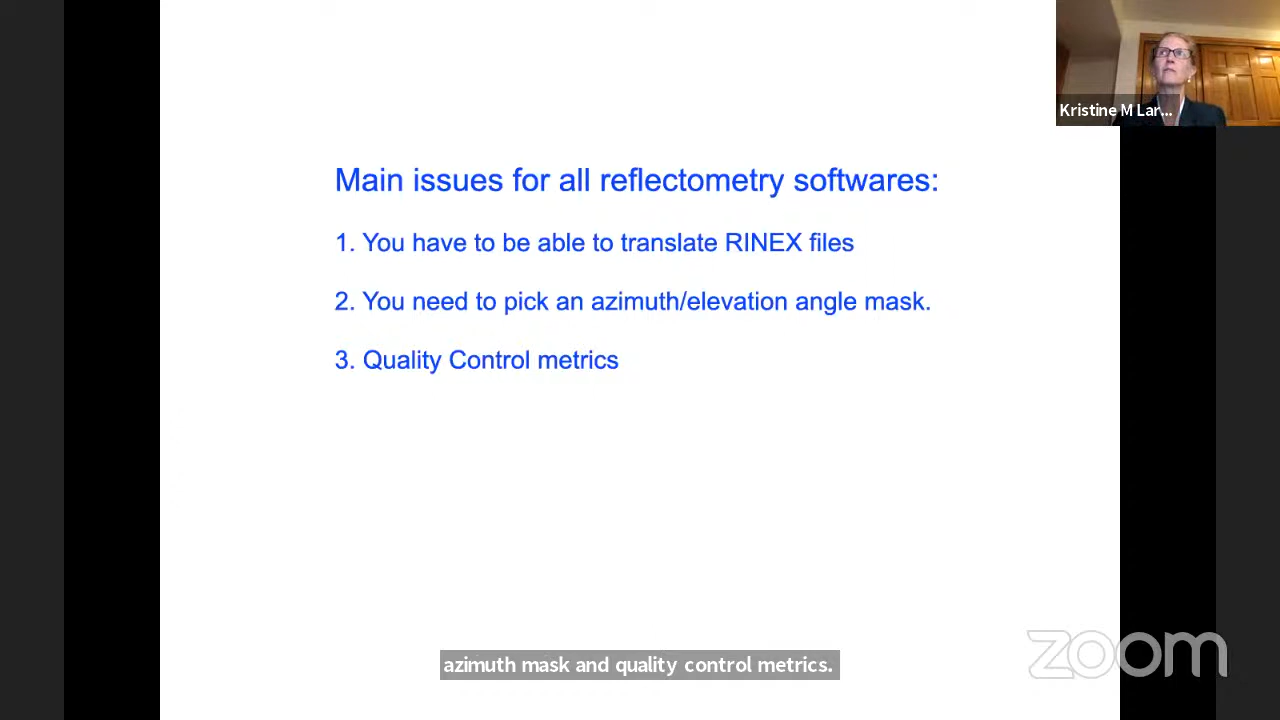 Kristine M Lar...
Main issues for all reflectometry softwares:
1. You have to be able to translate RINEX files
2. You need to pick an azimuth/elevation angle mask.
3. Quality Control metrics
zoom
azimuth mask and quality control metrics.